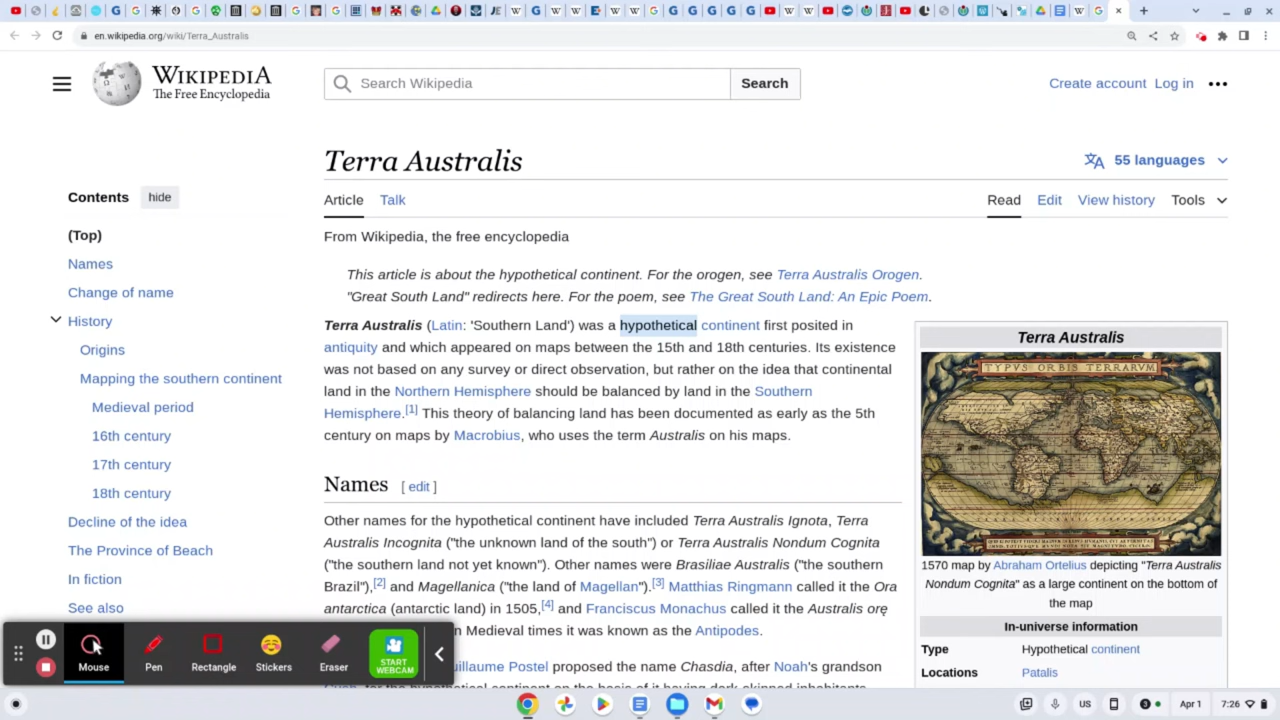 en.wikipedia.org/wiki/Terra_Australis
WIKIPEDIA
The Free Encyclopedia
Search Wikipedia
Search
Create account Log in
Terra Australis
55 languages
Article Talk
Read Edit View history Tools
Contents hide
(Top)
Names
Change of name
History
Origins
Mapping the southern continent
Medieval period
16th century
17th century
18th century
Decline of the idea
The Province of Beach
In fiction
See also
From Wikipedia, the free encyclopedia
This article is about the hypothetical continent. For the orogen, see Terra Australis Orogen.
"Great South Land" redirects here. For the poem, see The Great South Land: An Epic Poem.
Terra Australis (Latin: 'Southern Land') was a hypothetical continent first posited in
antiquity and which appeared on maps between the 15th and 18th centuries. Its existence
was not based on any survey or direct observation, but rather on the idea that continental
land in the Northern Hemisphere should be balanced by land in the Southern
Hemisphere.[1] This theory of balancing land has been documented as early as the 5th
century on maps by Macrobius, who uses the term Australis on his maps.
Names [ edit ]
Other names for the hypothetical continent have included Terra Australis Ignota, Terra
Australis Incognita ("the unknown land of the south") or Terra Australis Nondum Cognita
("the southern land not yet known"). Other names were Brasiliae Australis ("the southern
Brazil"),[2] and Magellanica ("the land of Magellan").[3] Matthias Ringmann called it the Ora
antarctica (antarctic land) in 1505,[4] and Franciscus Monachus called it the Australis orę
n Medieval times it was known as the Antipodes.
uillaume Postel proposed the name Chasdia, after Noah's grandson
for the hypothetical continent on the basis of it having dark-skinned inhabitants
Terra Australis
TYPVS ORBIS TERRARVM
1570 map by Abraham Ortelius depicting "Terra Australis
Nondum Cognita" as a large continent on the bottom of
the map
In-universe information
Type Hypothetical continent
Locations Patalis
Mouse
Pen
Rectangle
Stickers
Eraser
START
WEBCAM
US
3
Apr 1
7:26